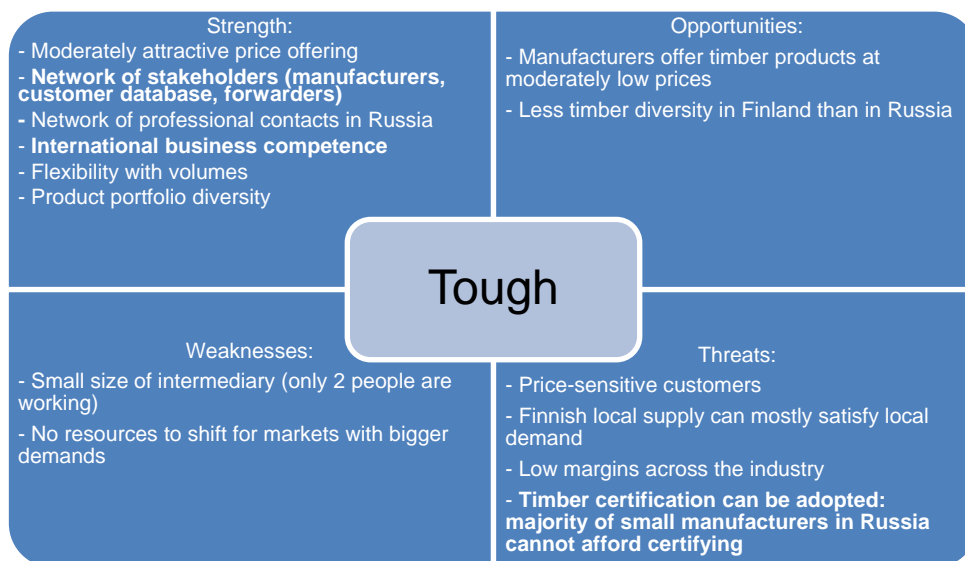 Strength:
- Moderately attractive price offering
- Network of stakeholders (manufacturers,
customer database, forwarders)
- Network of professional contacts in Russia
- International business competence
- Flexibility with volumes
- Product portfolio diversity
Opportunities:
- Manufacturers offer timber products at
moderately low prices
- Less timber diversity in Finland than in Russia
Tough
Weaknesses:
- Small size of intermediary (only 2 people are
working)
- No resources to shift for markets with bigger
demands
Threats:
- Price-sensitive customers
- Finnish local supply can mostly satisfy local
demand
- Low margins across the industry
- Timber certification can be adopted:
majority of small manufacturers in Russia
cannot afford certifying